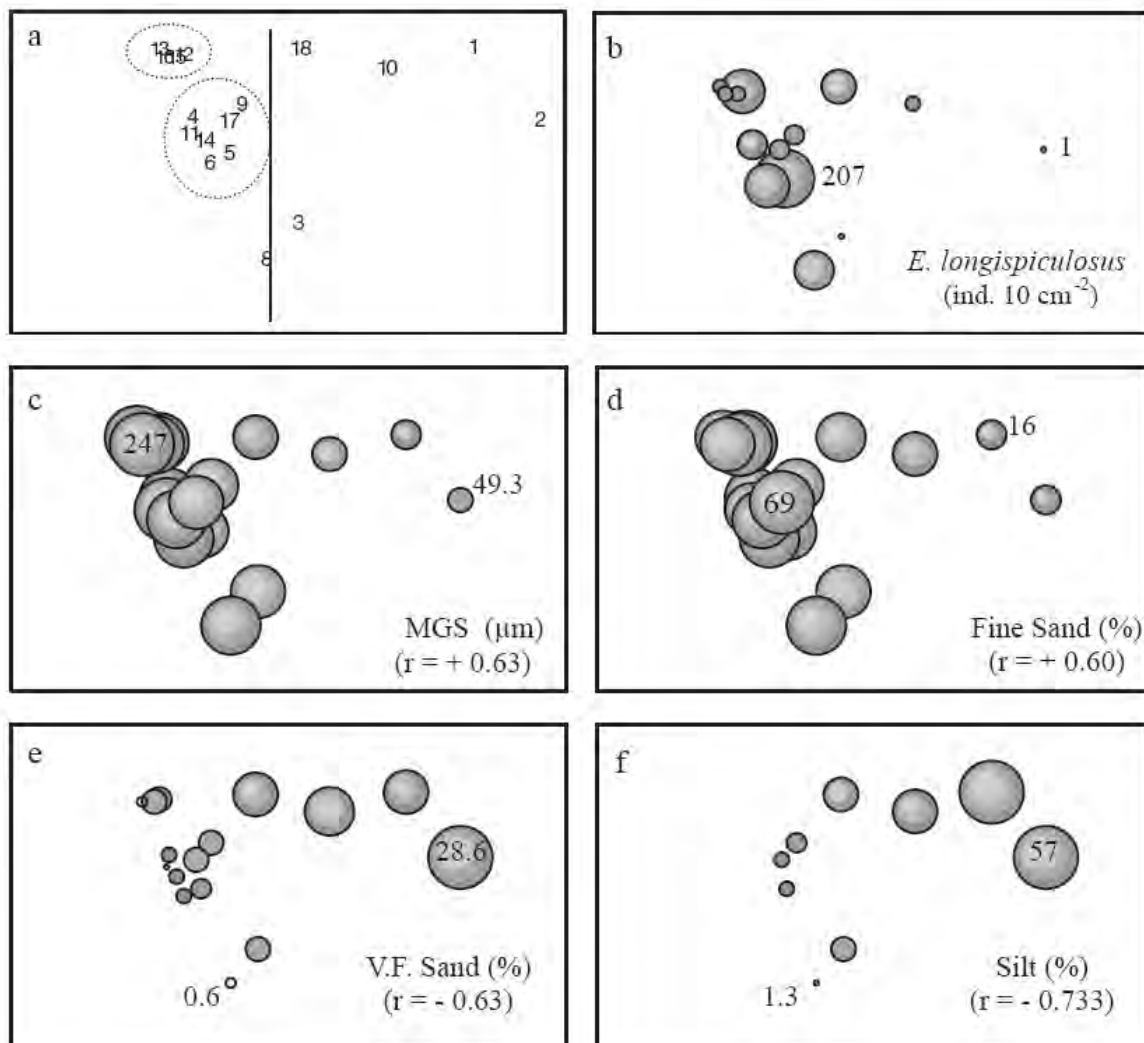 a
13
15
12
18
1
10
2
9
4
17
11
14
5
6
3
8
b
1
207
E. longispiculosus
(ind. 10 cm-2)
c
247
49.3
MGS (µm)
(r = + 0.63)
d
16
69
Fine Sand (%)
(r = + 0.60)
e
28.6
0.6
V.F. Sand (%)
(r = - 0.63)
f
57
1.3
Silt (%)
(r = - 0.733)